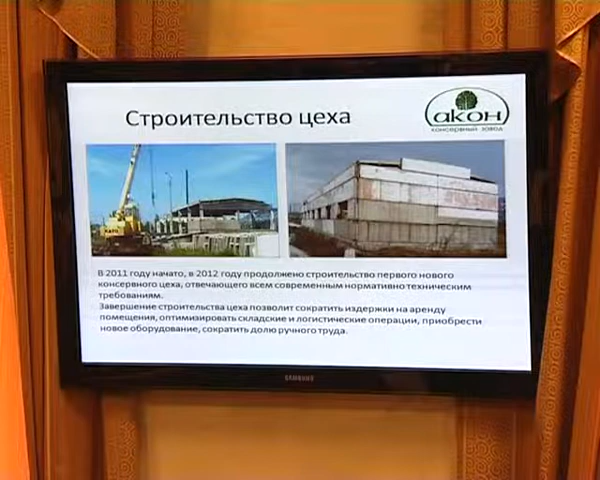 Строительство цеха
акон
консервный завод
В 2011 году начато, в 2012 году продолжено строительство первого нового
консервного цеха, отвечающего всем современным нормативно техническим
требованиям.
Завершение строительства цеха позволит сократить издержки на аренду
помещения, оптимизировать складские и логистические операции, приобрести
новое оборудование, сократить долю ручного труда.
SAMSUNG